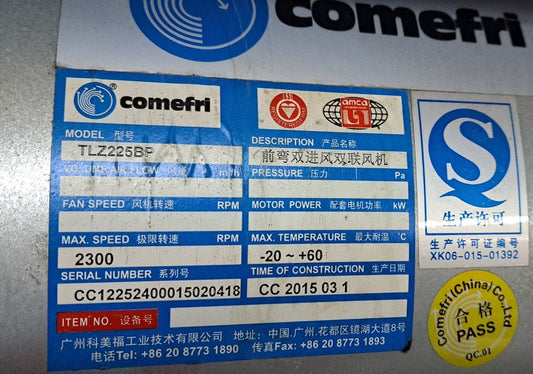 comefri
comefri
BSI REGISTERED
amca INTERNATIONAL
MODEL 型号
DESCRIPTION 产品名称
TLZ225BP
前弯双进风双联风机
VOLUME AIR FLOW m³/h
PRESSURE 压力 Pa
FAN SPEED 风机转速 RPM
MOTOR POWER 配套电机功率 kW
MAX. SPEED 极限转速 RPM
MAX. TEMPERATURE 最大耐温 °C
2300
-20 ~ +60
SERIAL NUMBER 系列号
TIME OF CONSTRUCTION 生产日期
CC12252400015020418
CC 2015 03 1
ITEM NO. 设备号
广州科美福工业技术有限公司 地址：中国.广州.花都区镜湖大道8号
电话Tel: +86 20 8773 1890 传真Fax: +86 20 8773 1893
QS
生产许可
生产许可证编号
XK06-015-01392
Comefri(China)Co.,Ltd
合格
PASS
QC.01